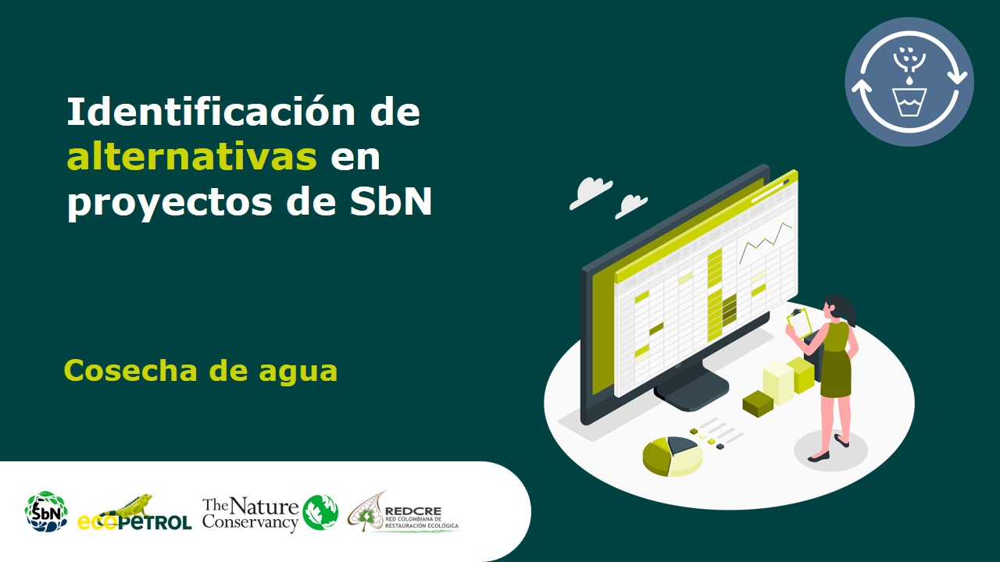 Identificación de
alternativas en
proyectos de SbN
Cosecha de agua
SbN
ecopetrol
The Nature
Conservancy
REDCRE
RED COLOMBIANA DE
RESTAURACIÓN ECOLÓGICA